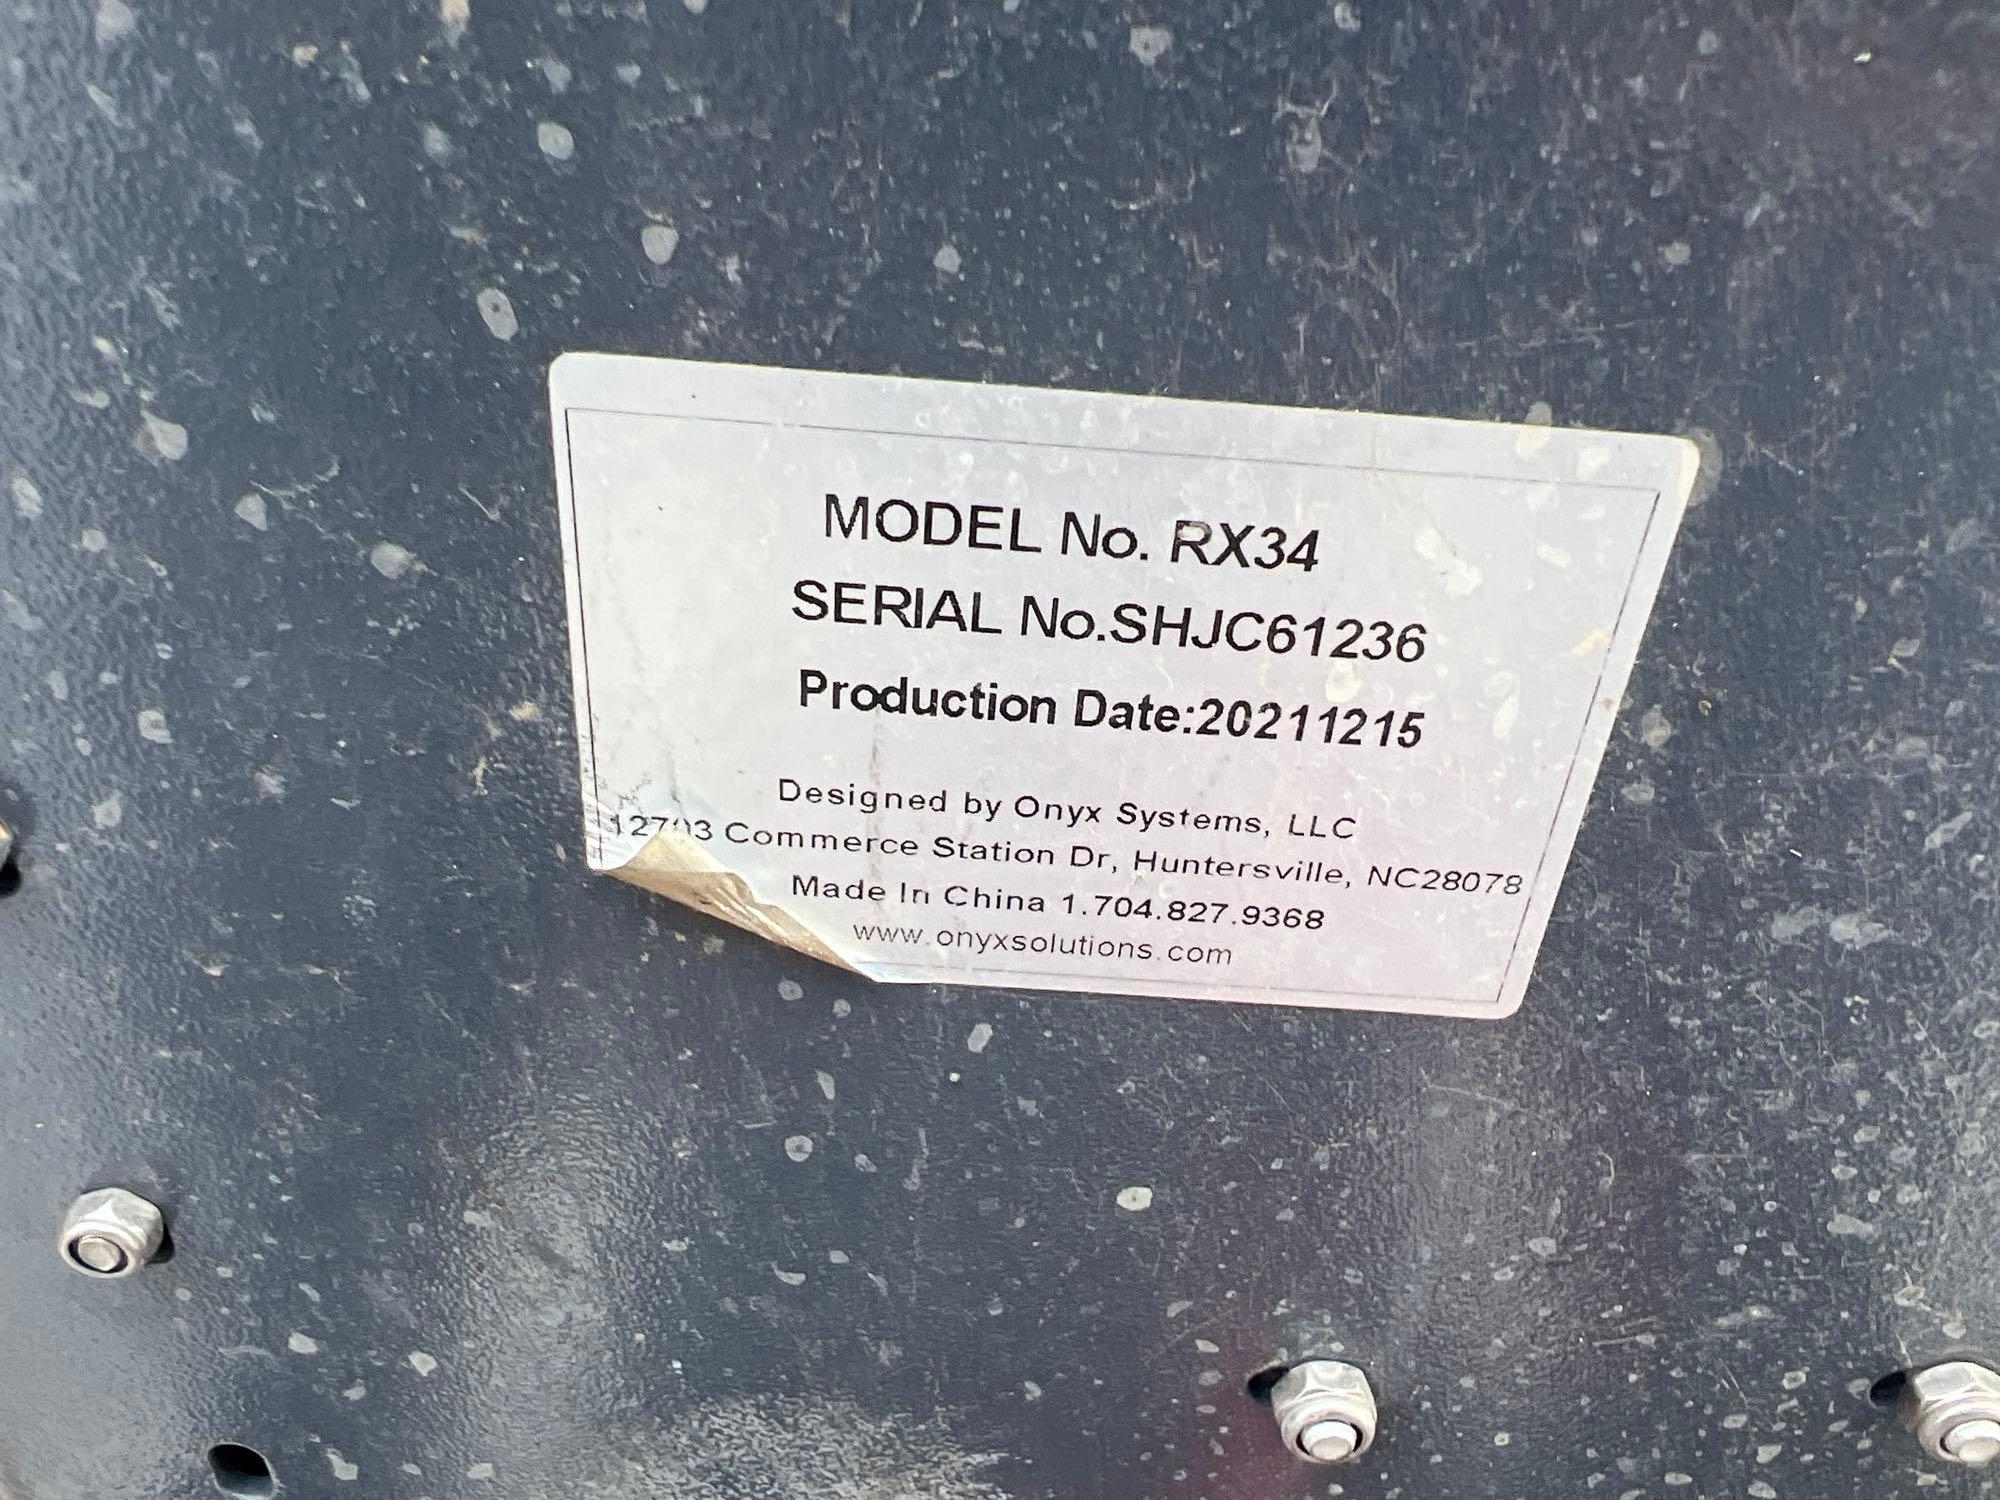 MODEL No. RX34
SERIAL No.SHJC61236
Production Date:20211215
Designed by Onyx Systems, LLC
Commerce Station Dr, Huntersville, NC28078
Made In China 1.704.827.9368
www.onyxsolutions.com